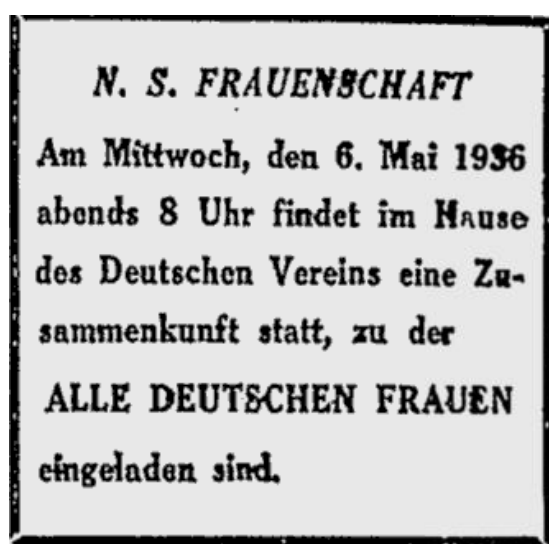 N. S. FRAUENSCHAFT
Am Mittwoch, den 6. Mai 1936
abends 8 Uhr findet im Hause
des Deutschen Vereins eine Zu-
sammenkunft statt, zu der
ALLE DEUTSCHEN FRAUEN
eingeladen sind.